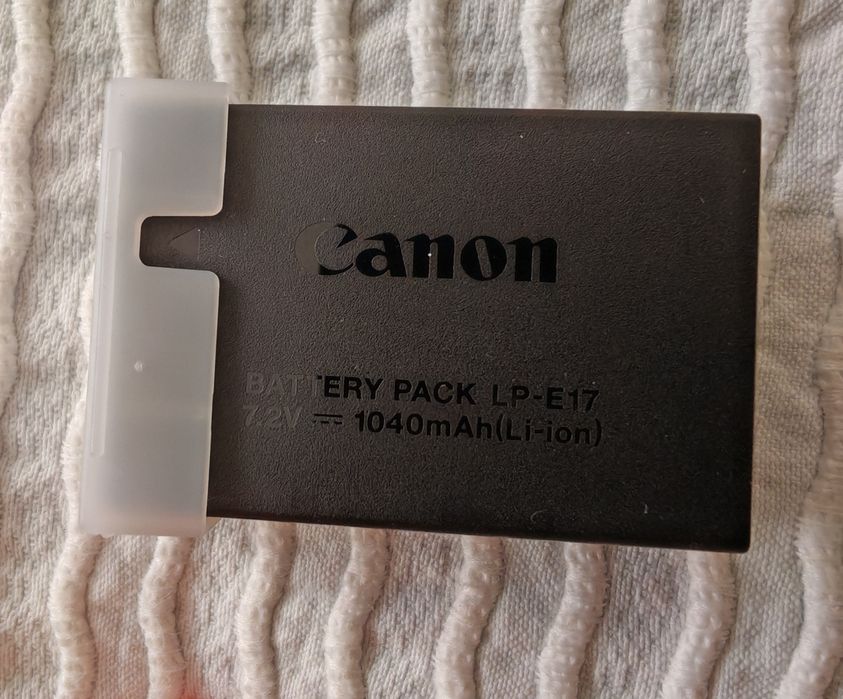 Canon
BATTERY PACK LP-E17
7.2V ⎓ 1040mAh(Li-ion)